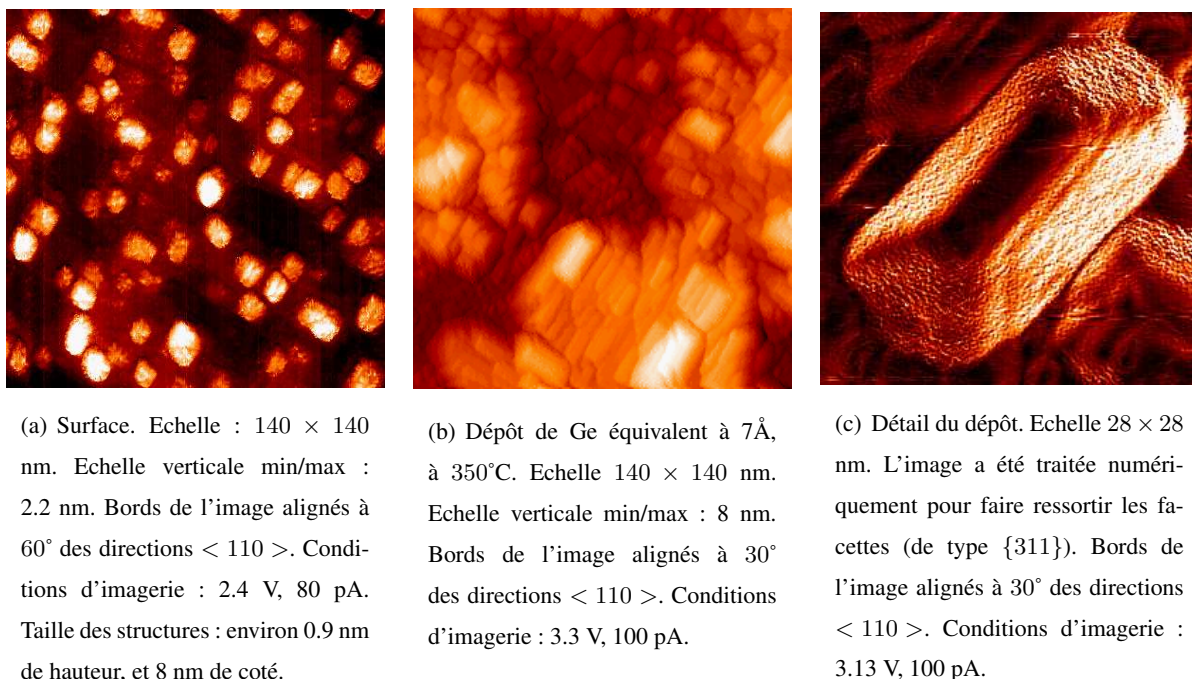 (a) Surface. Echelle : 140 × 140
nm. Echelle verticale min/max :
2.2 nm. Bords de l'image alignés à
60° des directions < 110 >. Condi-
tions d'imagerie : 2.4 V, 80 pA.
Taille des structures : environ 0.9 nm
de hauteur, et 8 nm de coté.
(b) Dépôt de Ge équivalent à 7Å,
à 350°C. Echelle 140 × 140 nm.
Echelle verticale min/max : 8 nm.
Bords de l'image alignés à 30°
des directions < 110 >. Conditions
d'imagerie : 3.3 V, 100 pA.
(c) Détail du dépôt. Echelle 28 × 28
nm. L'image a été traitée numéri-
quement pour faire ressortir les fa-
cettes (de type {311}). Bords de
l'image alignés à 30° des directions
< 110 >. Conditions d'imagerie :
3.13 V, 100 pA.